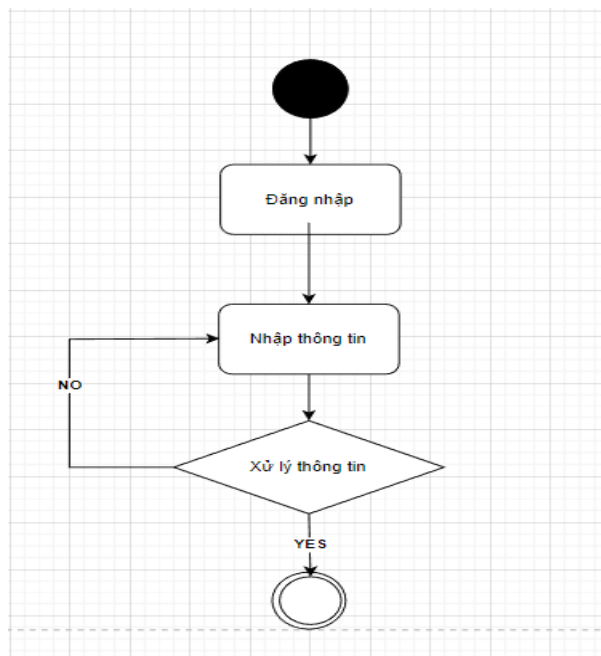 Đăng nhập
Nhập thông tin
NO
Xử lý thông tin
YES